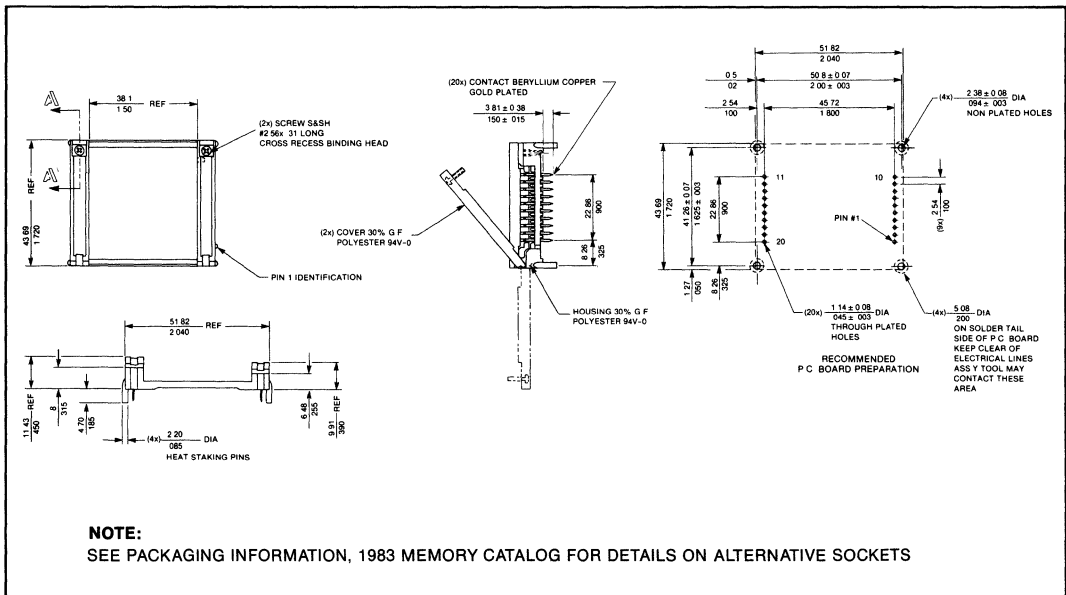 38.1
1 50
REF
(2x) SCREW S&SH
#2 56x 31 LONG
CROSS RECESS BINDING HEAD
A
A
REF
43 69
1 720
PIN 1 IDENTIFICATION
51 82
2 040
REF
11 43
450
REF
8
315
4 70
185
(4x) 2 20
085
DIA
HEAT STAKING PINS
6 48
255
9 91
390
REF
(20x) CONTACT BERYLLIUM COPPER
GOLD PLATED
3 81 ± 0 38
150 ± 015
(2x) COVER 30% G F
POLYESTER 94V-0
22 86
900
8 26
325
HOUSING 30% G F
POLYESTER 94V-0
51 82
2 040
0 5
02
50 8 ± 0 07
2 00 ± 003
2 54
100
45 72
1 800
(4x) 2 38 ± 0 08
094 ± 003
DIA
NON PLATED HOLES
43 69
1 720
41 26 ± 0 07
1 625 ± 003
22 86
900
11
10
PIN #1
20
(9x) 2 54
100
1 27
050
8 26
325
(20x) 1 14 ± 0 08
045 ± 003
DIA
THROUGH PLATED
HOLES
RECOMMENDED
P C BOARD PREPARATION
(4x) 5 08
200
DIA
ON SOLDER TAIL
SIDE OF P C BOARD
KEEP CLEAR OF
ELECTRICAL LINES
ASS Y TOOL MAY
CONTACT THESE
AREA
NOTE:
SEE PACKAGING INFORMATION, 1983 MEMORY CATALOG FOR DETAILS ON ALTERNATIVE SOCKETS